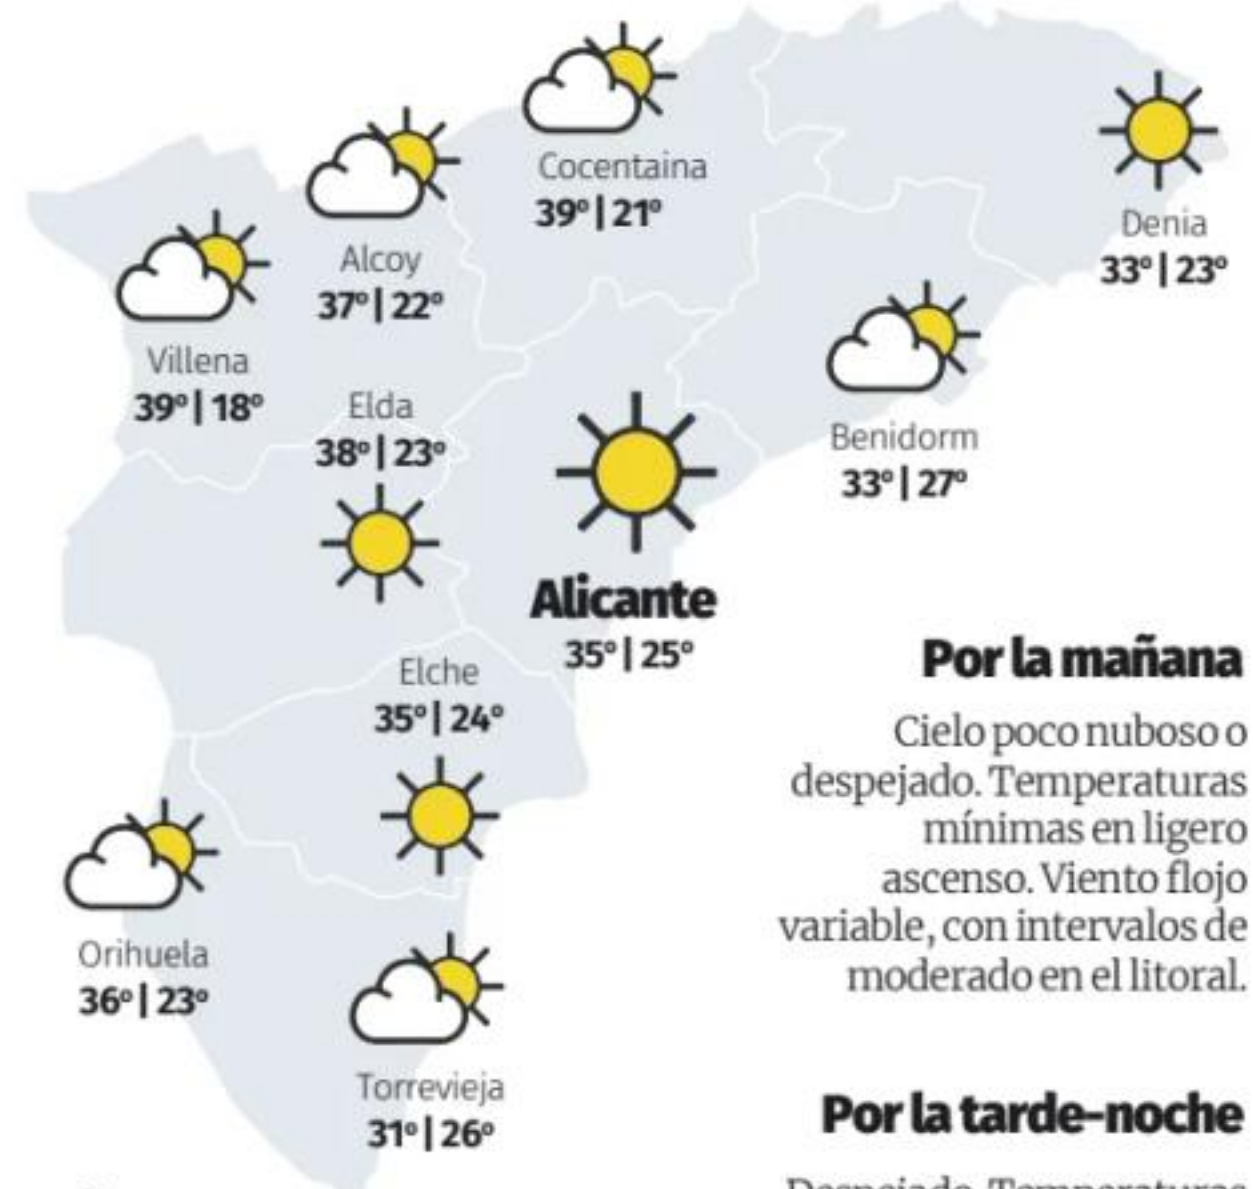 Cocentaina
39º|21º
Denia
33º|23º
Alcoy
37º|22º
Villena
39º|18º
Elda
38º|23º
Benidorm
33º|27º
Alicante
35º|25º
Elche
35º|24º
Orihuela
36º|23º
Torrevieja
31º|26º
Por la mañana
Cielo poco nuboso o
despejado. Temperaturas
mínimas en ligero
ascenso. Viento flojo
variable, con intervalos de
moderado en el litoral.
Por la tarde-noche
Despejado. Temperaturas